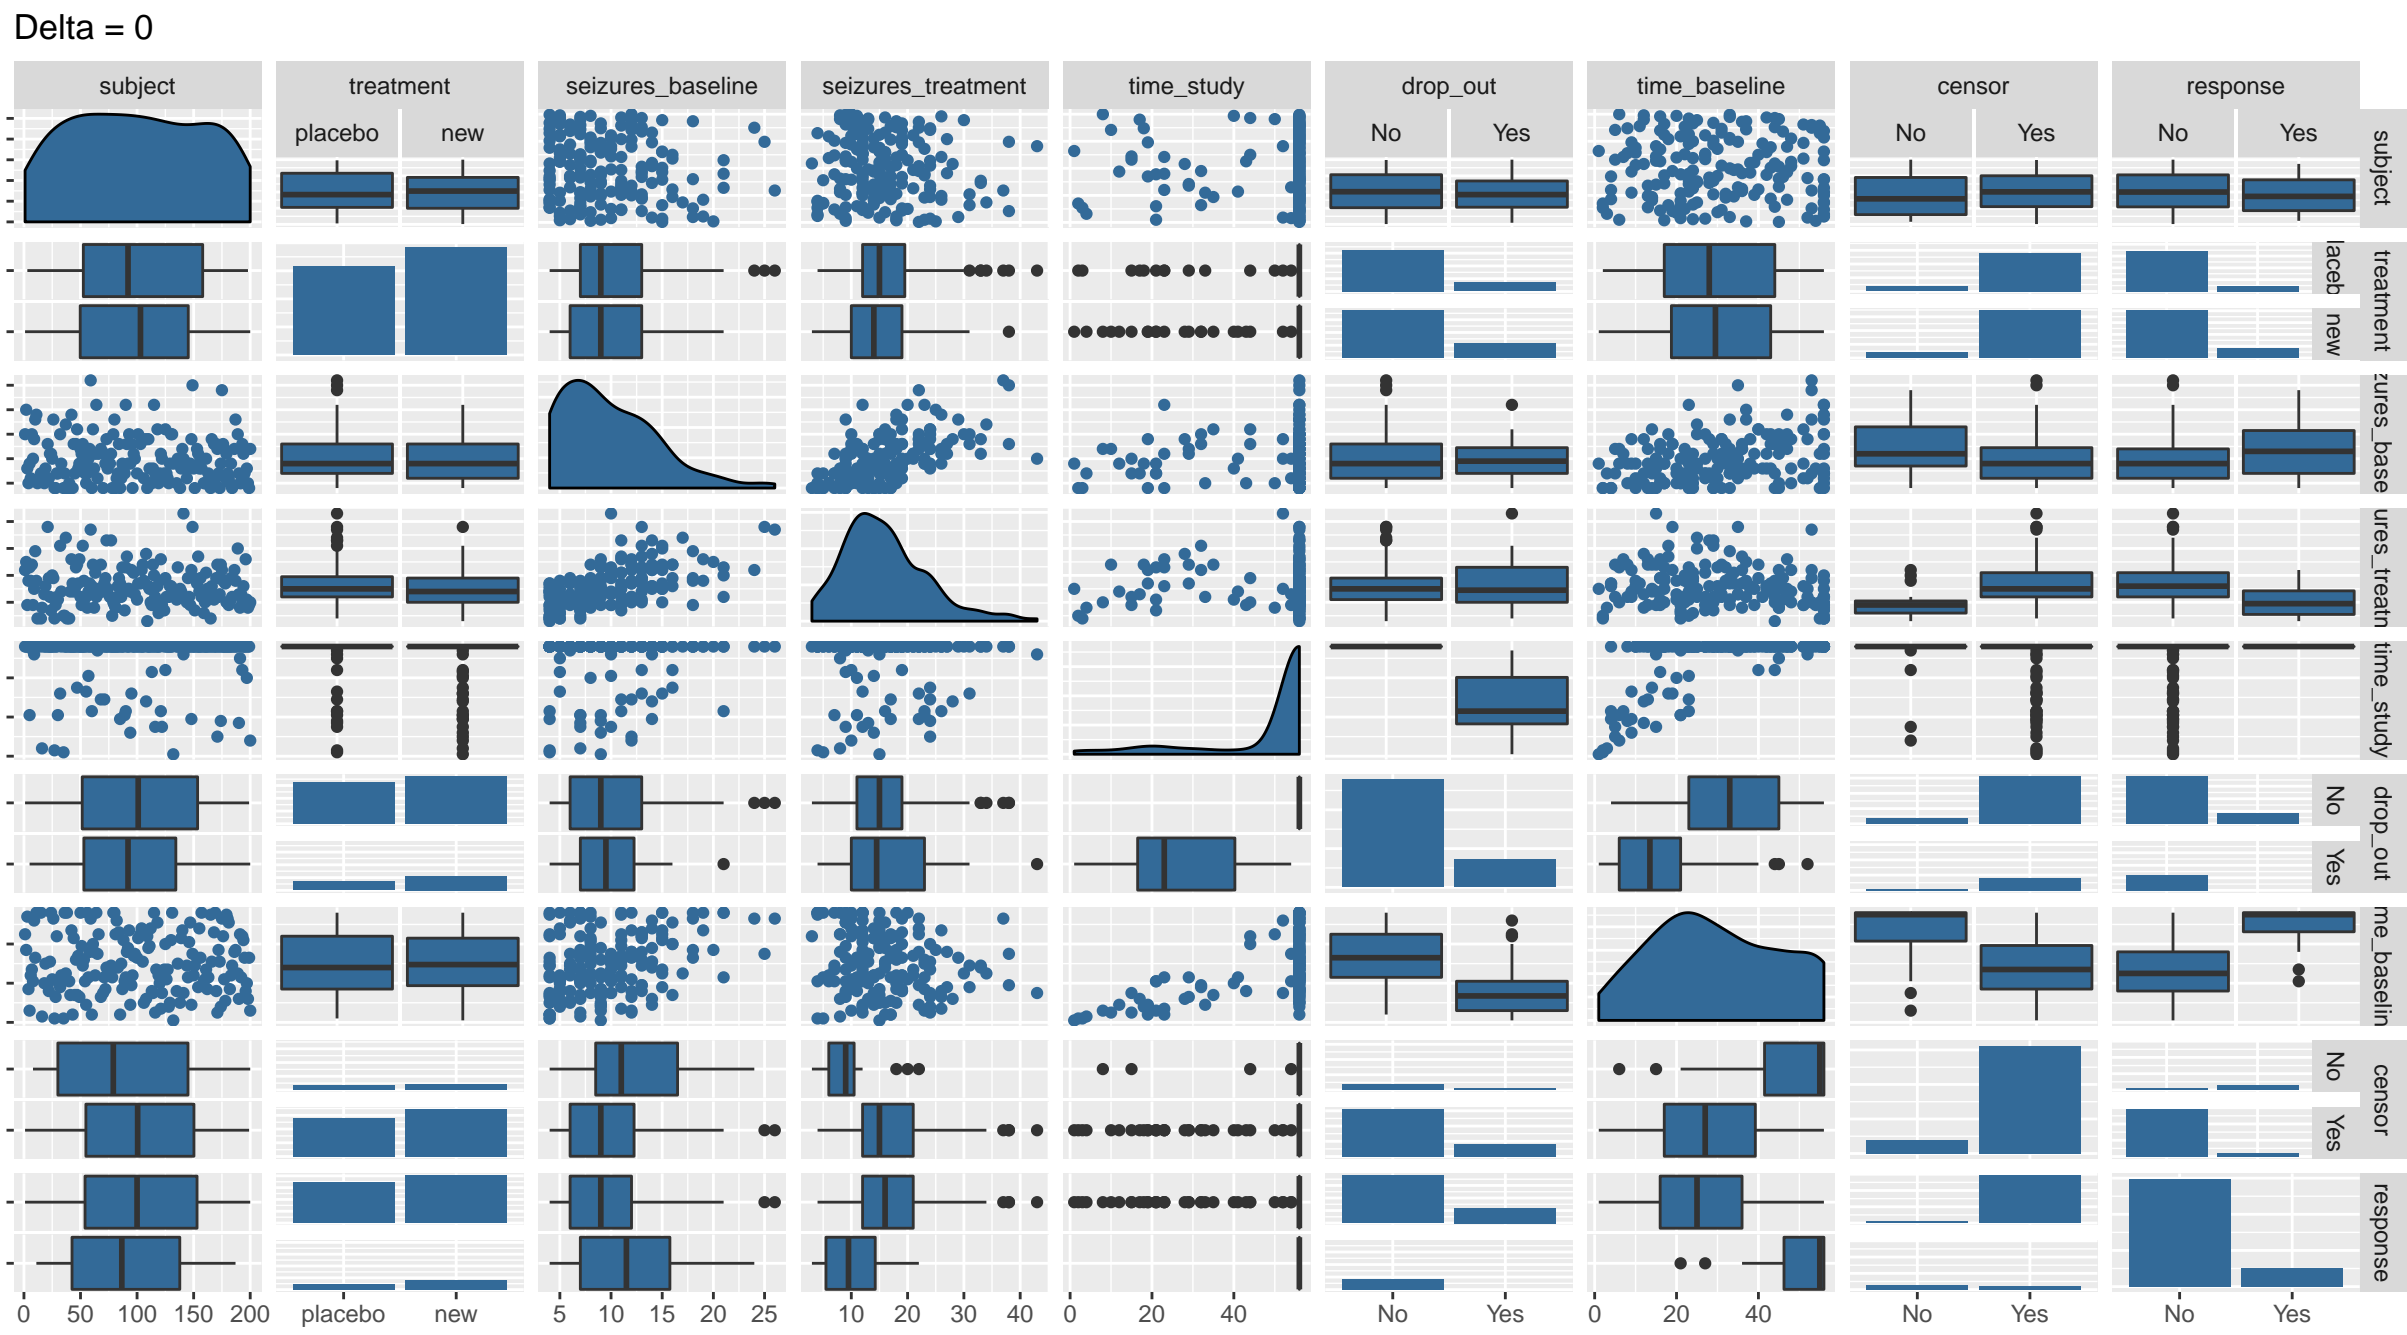 Delta = 0
subject treatment seizures_baseline seizures_treatment time_study drop_out time_baseline censor response
placebo new No Yes No Yes No Yes
subject
laceb
new
treatment
zures_base
ures_treatn
time_study
No
Yes
drop_out
me_baselin
No
Yes
censor
response
0 50 100 150 200 placebo new 5 10 15 20 25 10 20 30 40 0 20 40 No Yes 0 20 40 No Yes No Yes